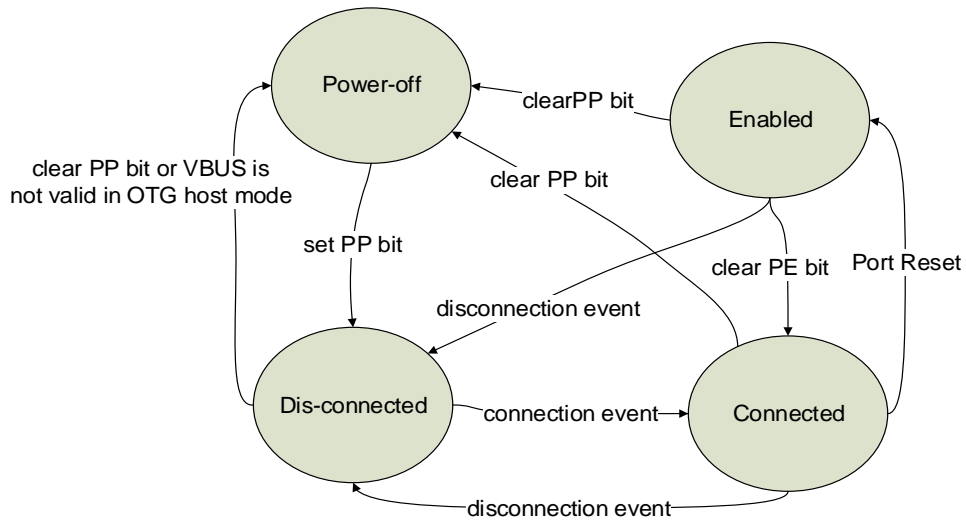 Power-off
clearPP bit
Enabled
clear PP bit or VBUS is
not valid in OTG host mode
clear PP bit
set PP bit
clear PE bit
Port Reset
disconnection event
Dis-connected
connection event
Connected
disconnection event